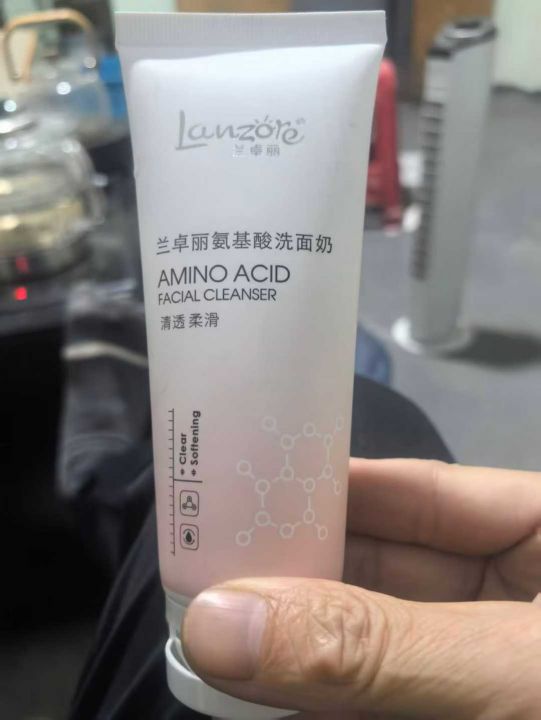 Lanzöre
兰卓丽
兰卓丽氨基酸洗面奶
AMINO ACID
FACIAL CLEANSER
清透 柔滑
Clear
Softening